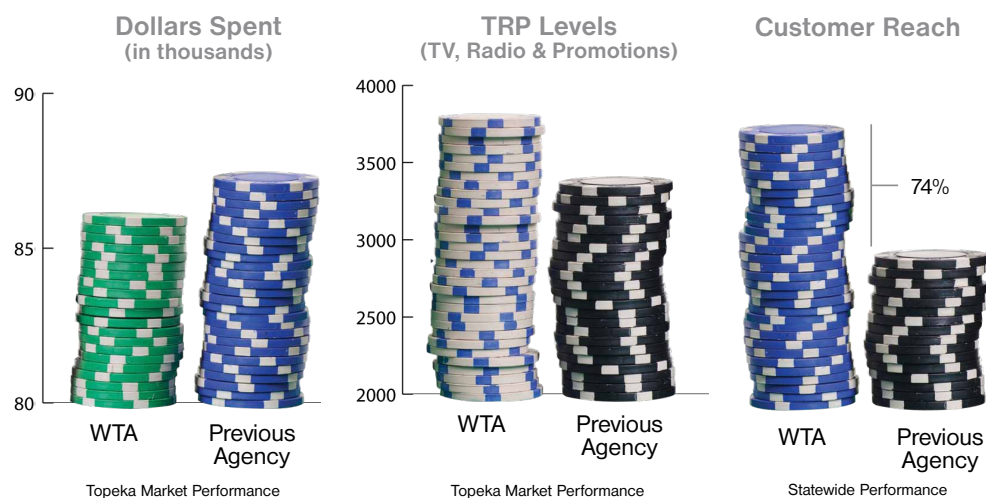 Dollars Spent
(in thousands)
90
85
80
WTA
Previous
Agency
Topeka Market Performance
TRP Levels
(TV, Radio & Promotions)
4000
3500
3000
2500
2000
WTA
Previous
Agency
Topeka Market Performance
Customer Reach
74%
WTA
Previous
Agency
Statewide Performance